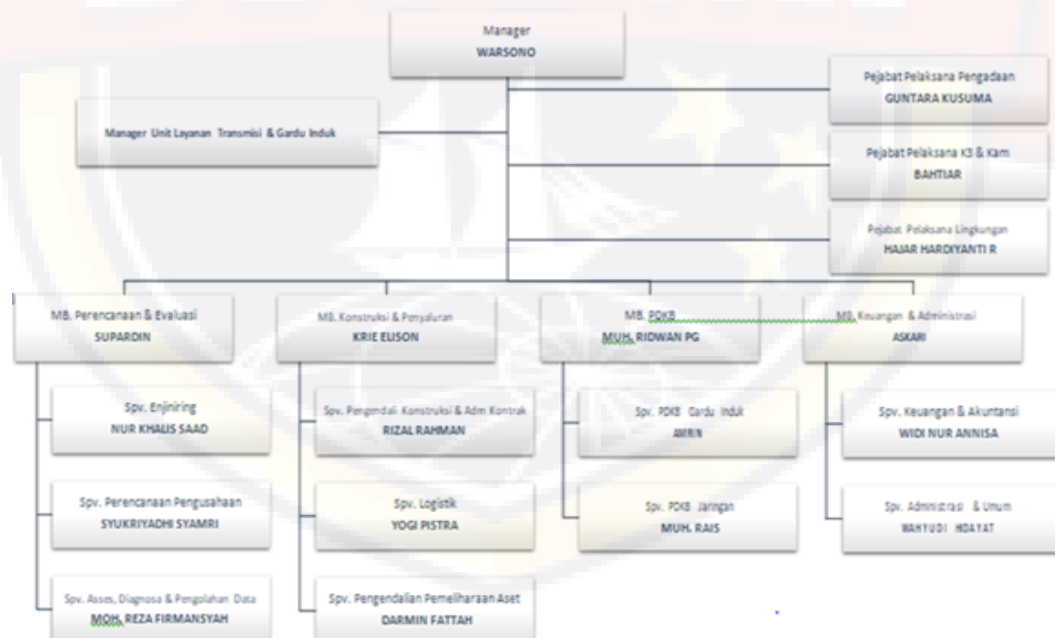 Manager
WARSONO
Pejabat Pelaksana Pengadaan
GUNTARA KUSUMA
Manager Unit Layanan Transmisi & Gardu Induk
Pejabat Pelaksana K3 & Kam
BAHTIAR
Pejabat Pelaksana Lingkungan
HAJAR HARDIYANTI R
MB. Perencanaan & Evaluasi
SUPARDIN
MB. Konstruksi & Penyaluran
KRIE ELISON
MB. PDKB
MUH. RIDWAN PG
MB. Keuangan & Administrasi
ASKARI
Spv. Enjiniring
NUR KHALIS SAAD
Spv. Pengendali Konstruksi & Adm Kontrak
RIZAL RAHMAN
Spv. PDKB Gardu Induk
AMRIN
Spv. Keuangan & Akuntansi
WIDI NUR ANNISA
Spv. Perencanaan Pengusahaan
SYUKRIYADHI SYAMRI
Spv. Logistik
YOGI PISTRA
Spv. PDKB Jaringan
MUH. RAIS
Spv. Administrasi & Umum
WAHYUDI HIDAYAT
Spv. Asses, Diagnosa & Pengolahan Data
MOH. REZA FIRMANSYAH
Spv. Pengendalian Pemeliharaan Aset
DARMIN FATTAH